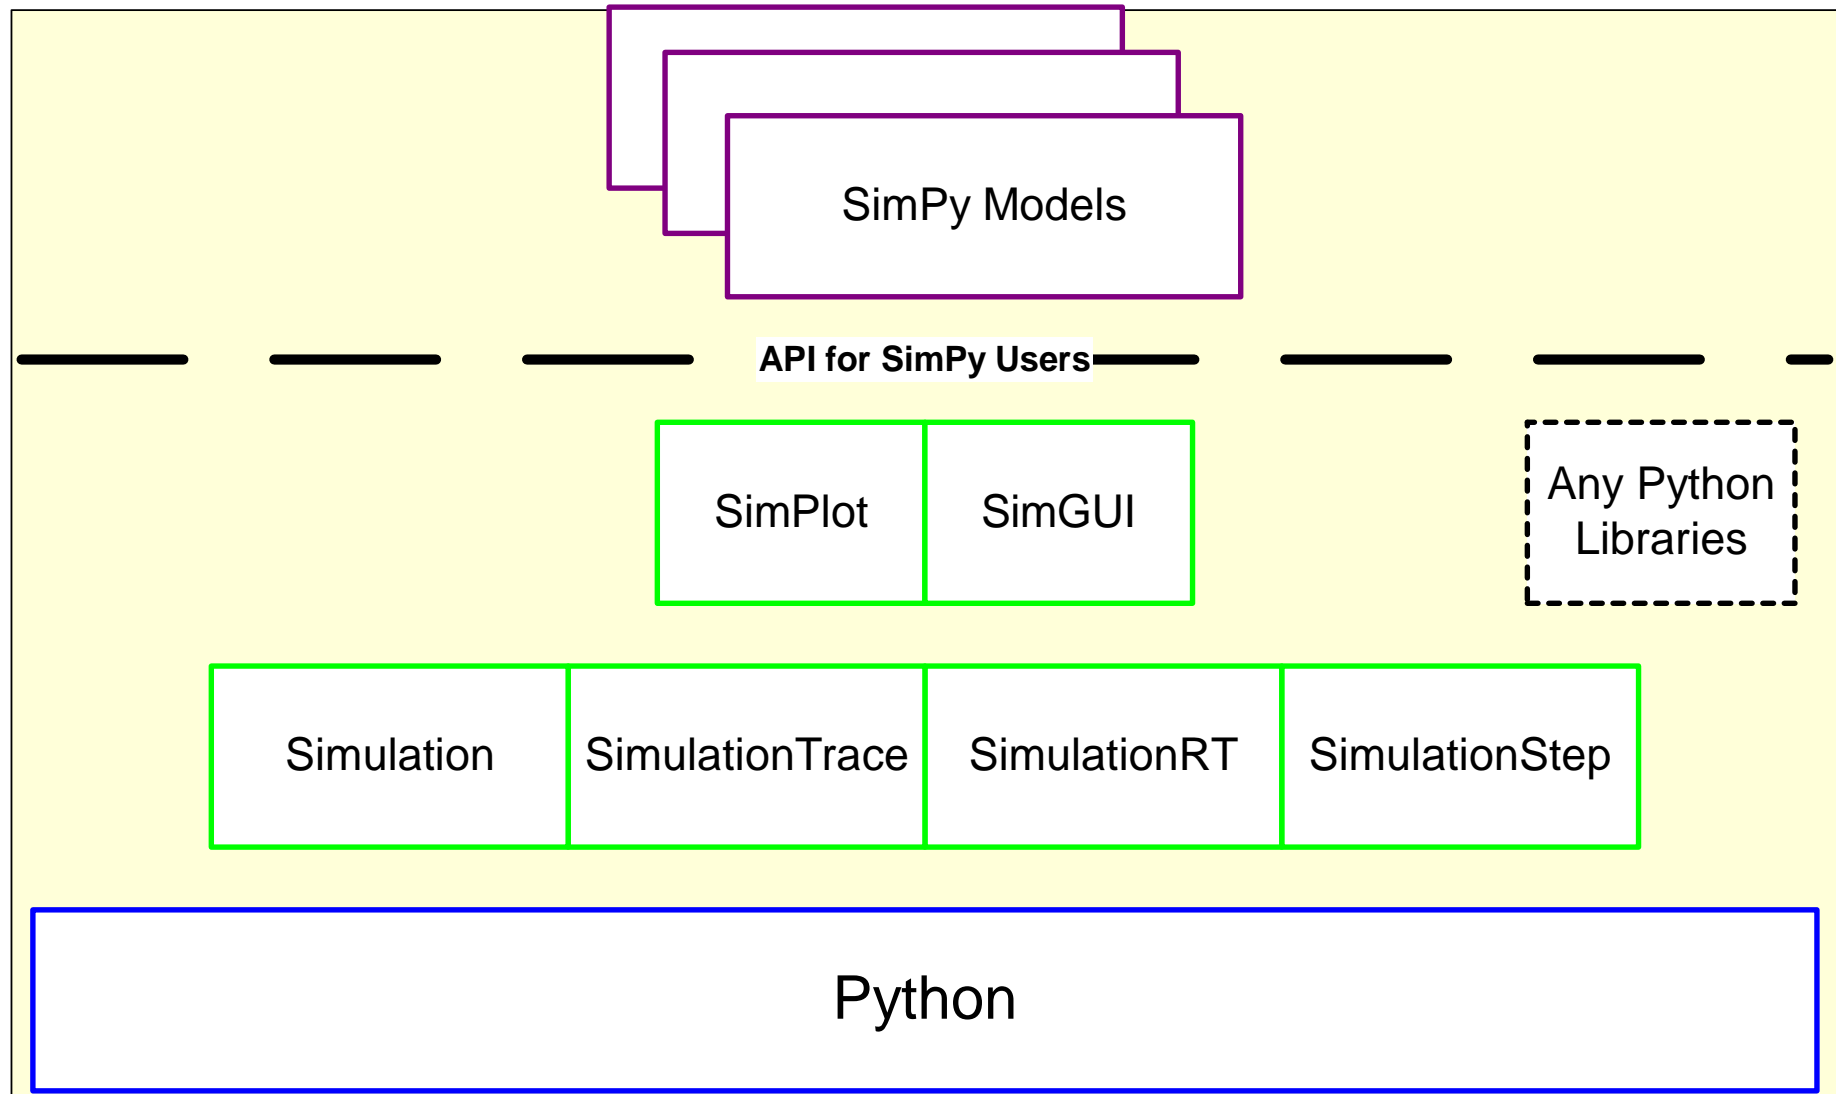 SimPy Models
API for SimPy Users
SimPlot
SimGUI
Any Python
Libraries
Simulation
SimulationTrace
SimulationRT
SimulationStep
Python